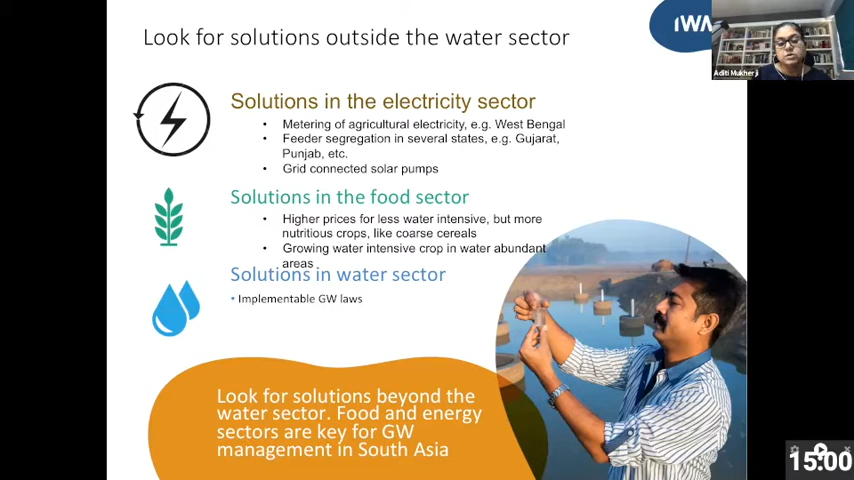 Look for solutions outside the water sector
IWM
Aditi Mukherji
Solutions in the electricity sector
• Metering of agricultural electricity, e.g. West Bengal
• Feeder segregation in several states, e.g. Gujarat,
Punjab, etc.
• Grid connected solar pumps
Solutions in the food sector
• Higher prices for less water intensive, but more
nutritious crops, like coarse cereals
• Growing water intensive crop in water abundant
areas
Solutions in water sector
• Implementable GW laws
Look for solutions beyond the
water sector. Food and energy
sectors are key for GW
management in South Asia
15:00